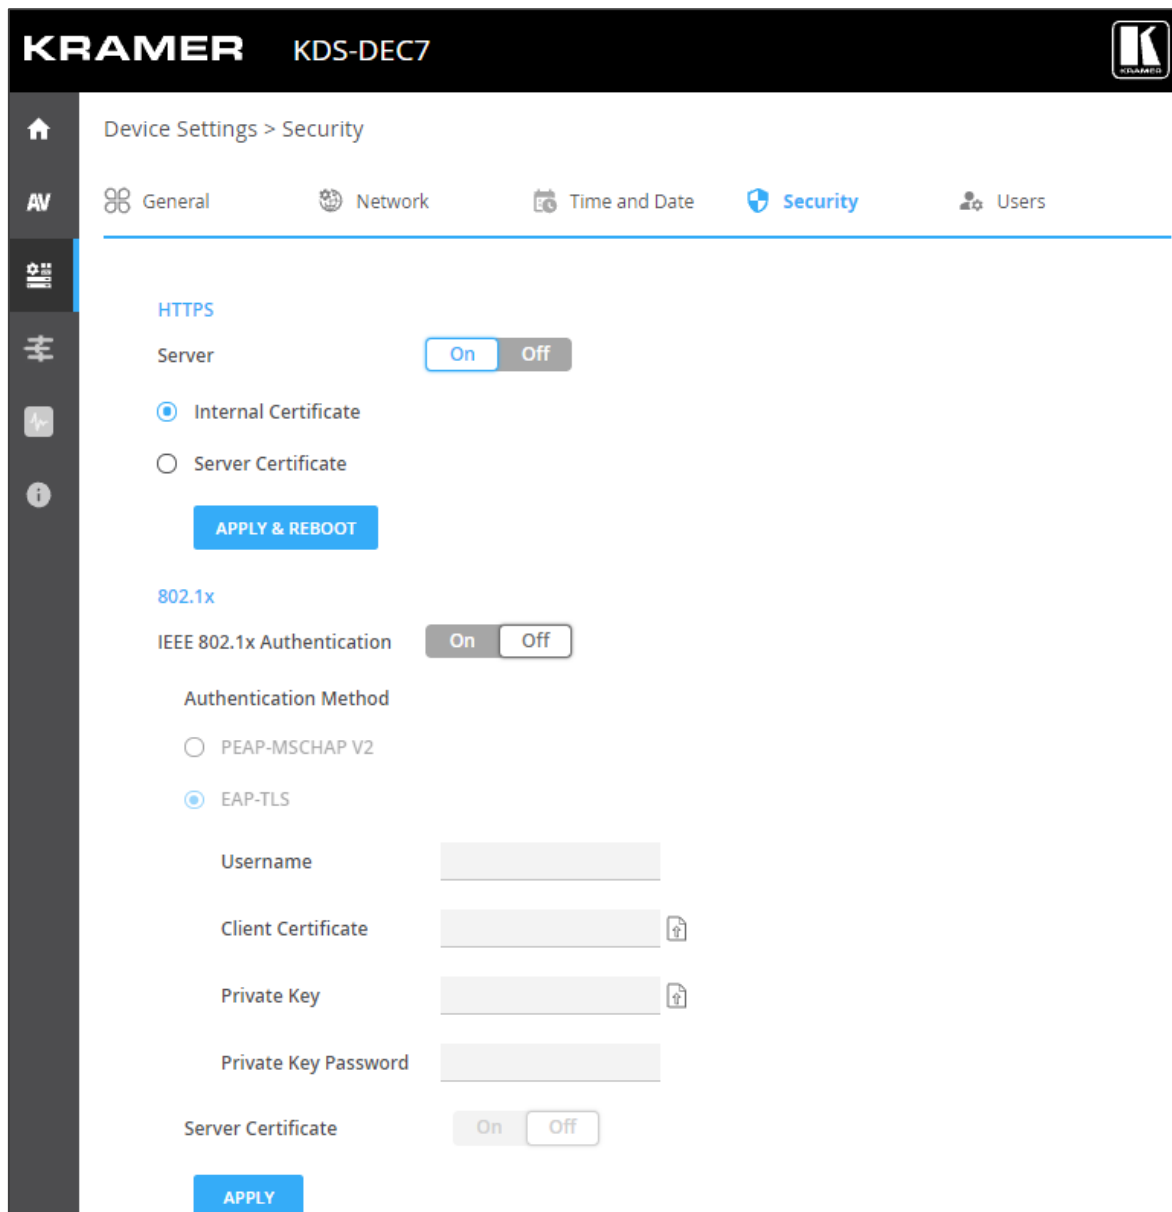 KRAMER KDS-DEC7
KRAMER
Device Settings > Security
AV
General Network Time and Date Security Users
HTTPS
Server On Off
Internal Certificate
Server Certificate
APPLY & REBOOT
802.1x
IEEE 802.1x Authentication On Off
Authentication Method
PEAP-MSCHAP V2
EAP-TLS
Username
Client Certificate
Private Key
Private Key Password
Server Certificate On Off
APPLY